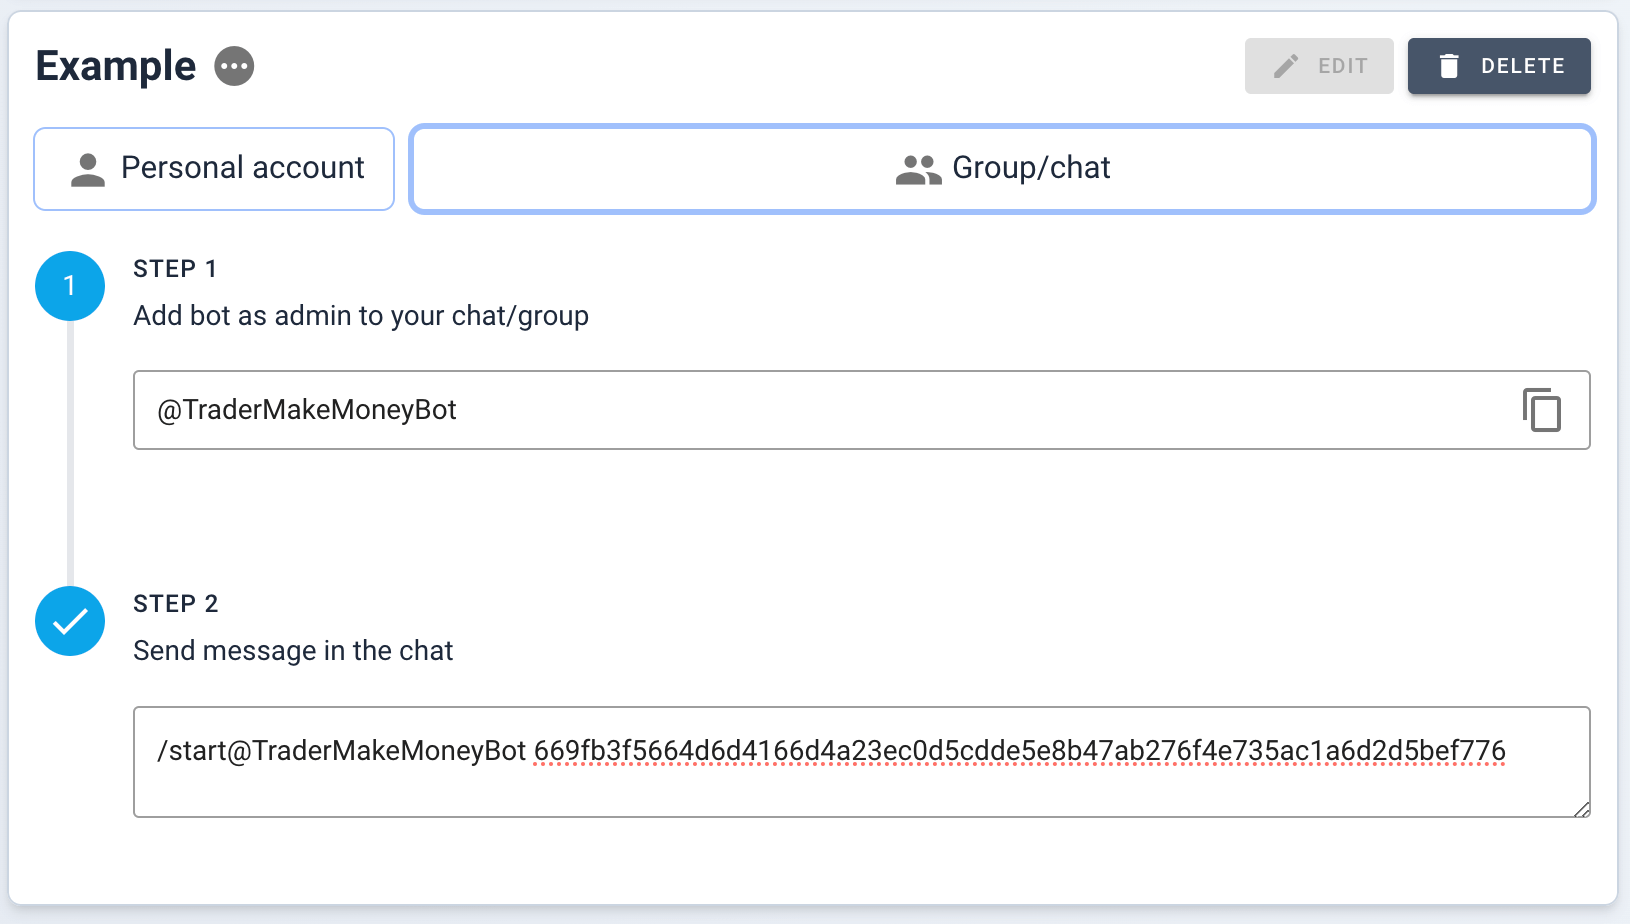 Example
EDIT
DELETE
Personal account
Group/chat
1
STEP 1
Add bot as admin to your chat/group
@TraderMakeMoneyBot
STEP 2
Send message in the chat
/start@TraderMakeMoneyBot 669fb3f5664d6d4166d4a23ec0d5cdde5e8b47ab276f4e735ac1a6d2d5bef776